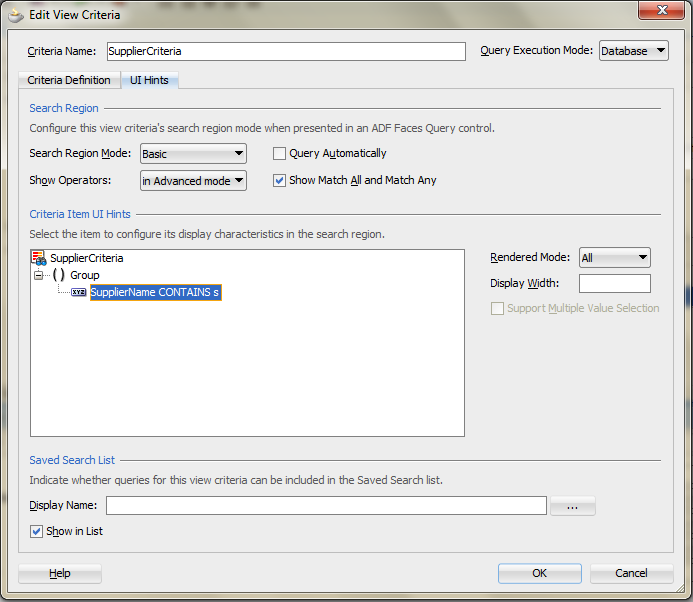 Edit View Criteria
Criteria Name: SupplierCriteria Query Execution Mode: Database
Criteria Definition UI Hints
Search Region
Configure this view criteria's search region mode when presented in an ADF Faces Query control.
Search Region Mode: Basic Query Automatically
Show Operators: in Advanced mode Show Match All and Match Any
Criteria Item UI Hints
Select the item to configure its display characteristics in the search region.
SupplierCriteria Rendered Mode: All
( ) Group
Display Width:
XYZ SupplierName CONTAINS s
Support Multiple Value Selection
Saved Search List
Indicate whether queries for this view criteria can be included in the Saved Search list.
Display Name: ...
Show in List
Help OK Cancel